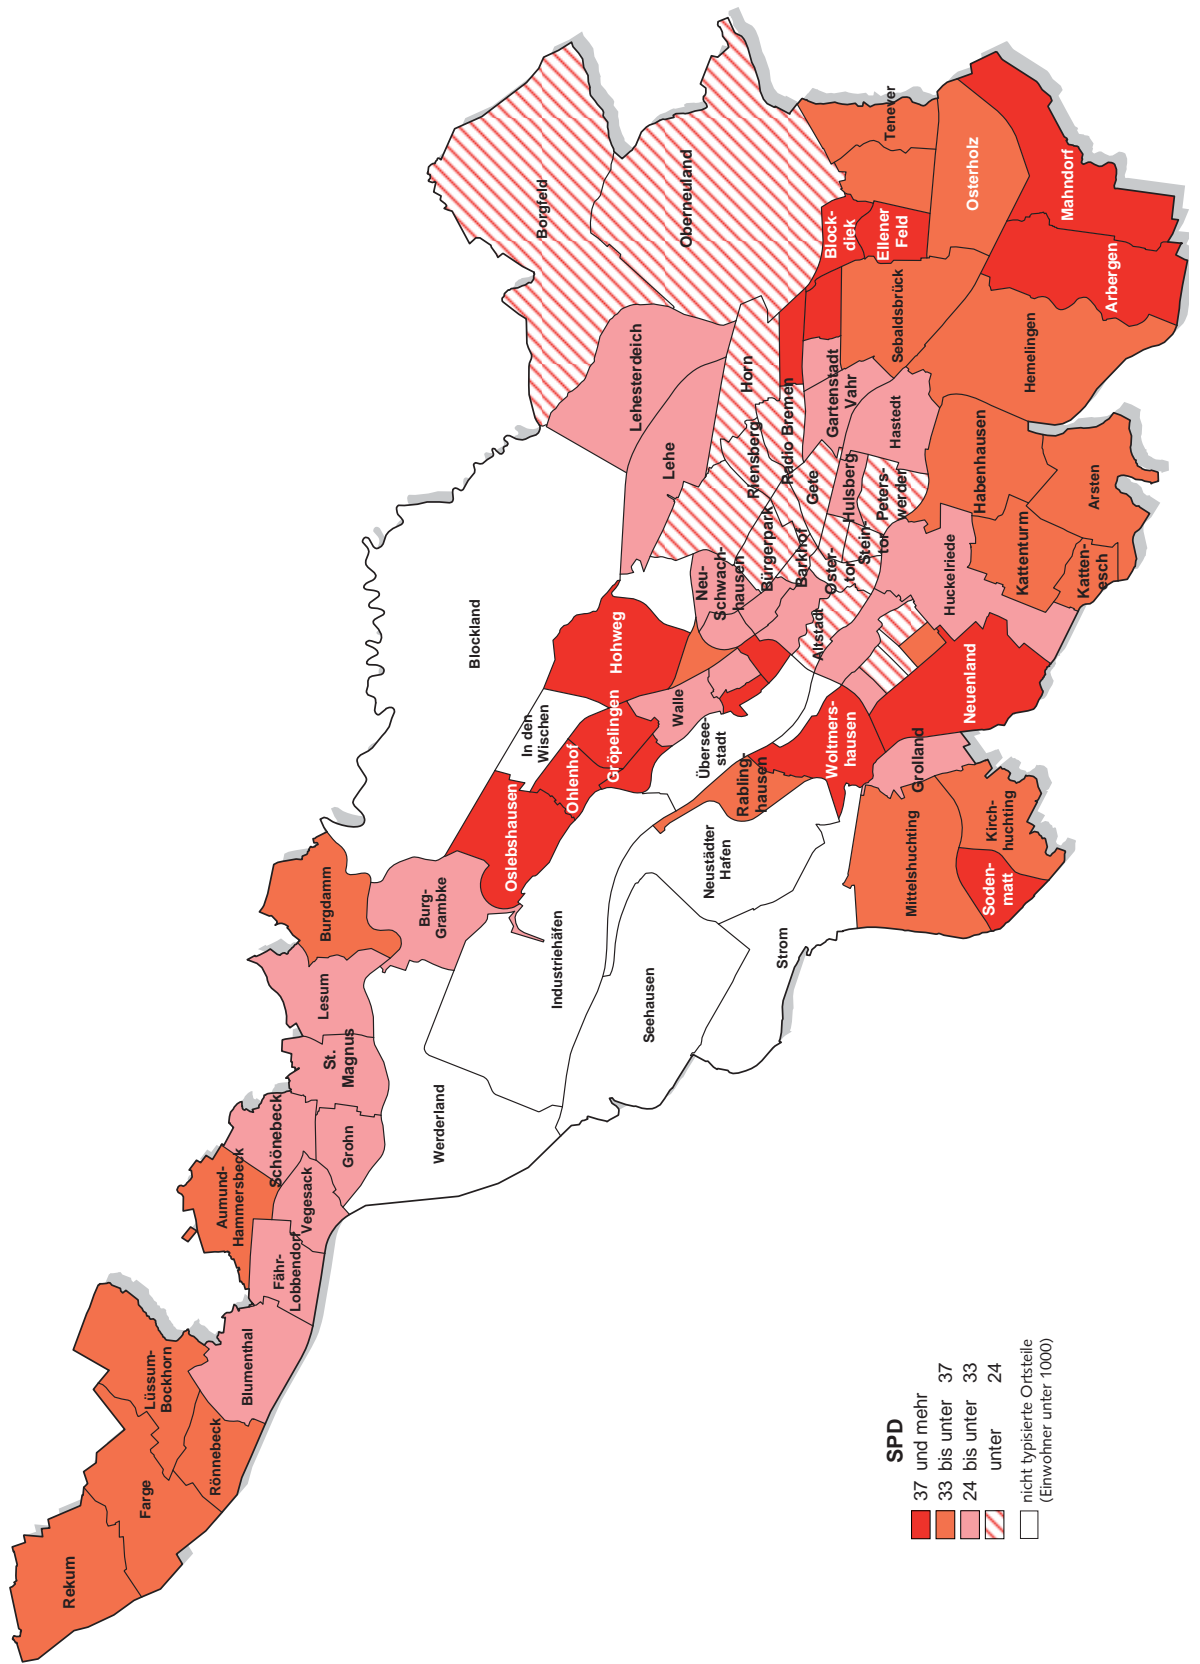 Rekum
Farge
Rönnebeck
Lüssum-
Bockhorn
Blumenthal
Fähr-
Lobbendorf
Aumund-
Hammersbeck
Vegesack
Schönebeck
Grohn
St.
Magnus
Lesum
Burgdamm
Burg-
Grambke
Werderland
Industriehäfen
Oslebshausen
Ohlenhof
Gröpelingen
In den
Wischen
Blockland
Hohweg
Walle
Übersee-
stadt
Seehausen
Strom
Neustädter
Hafen
Rabling-
hausen
Woltmers-
hausen
Mittelshuchting
Soden-
matt
Kirch-
huchting
Grolland
Neuenland
Huckelriede
Altstadt
Oster-
tor
Stein-
tor
Neu-
Schwach-
hausen
Bürgerpark
Barkhof
Riensberg
Radio Bremen
Gete
Hulsberg
Peters-
werder
Lehe
Lehesterdeich
Horn
Borgfeld
Oberneuland
Gartenstadt
Vahr
Hastedt
Sebaldsbrück
Hemelingen
Habenhausen
Arsten
Kattenturm
Katten-
esch
Block-
diek
Ellener
Feld
Tenever
Osterholz
Mahndorf
Arbergen
SPD
37 und mehr
33 bis unter 37
24 bis unter 33
unter 24
nicht typisierte Ortsteile
(Einwohner unter 1000)